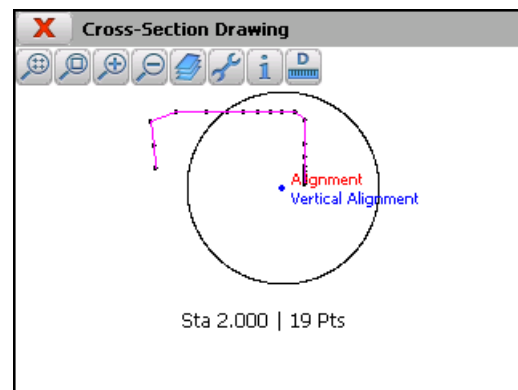 X Cross-Section Drawing
i D
Alignment
Vertical Alignment
Sta 2.000 | 19 Pts